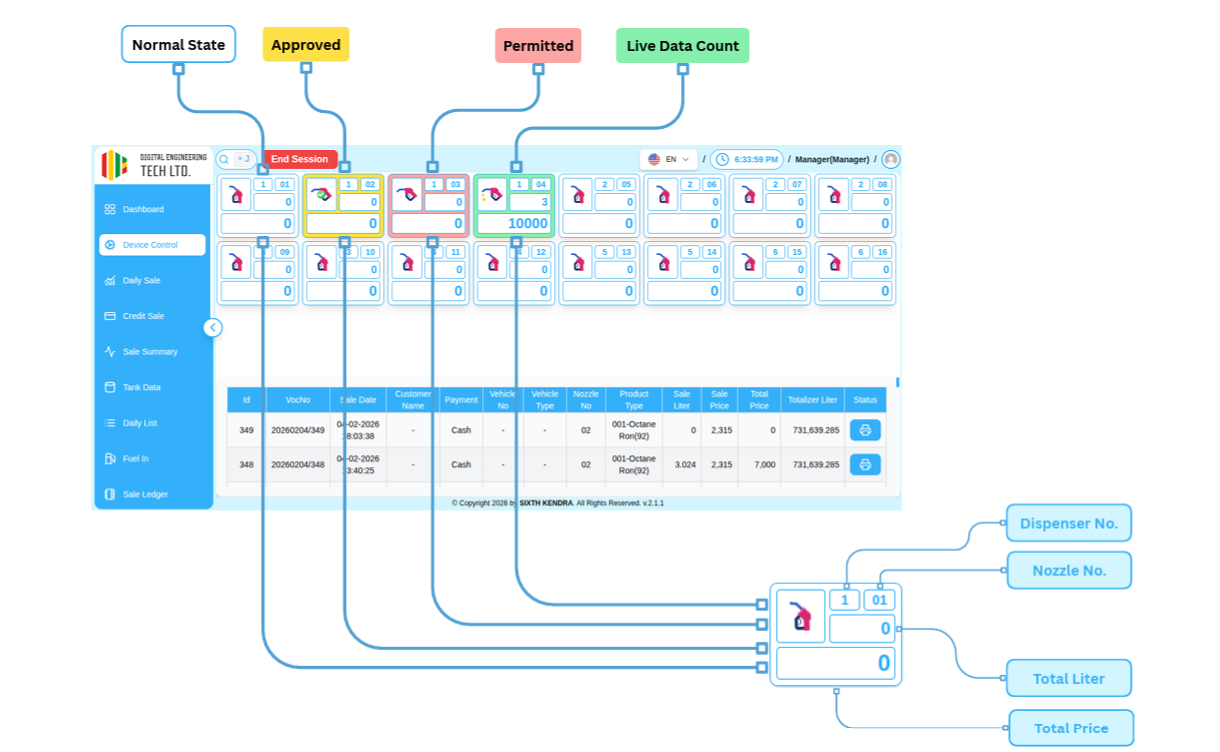 Normal State
Approved
Permitted
Live Data Count
DIGITAL ENGINEERING
TECH LTD.
End Session
EN
/
6:33:59 PM
/ Manager(Manager) /
1 01
0
0
1 02
0
0
1 03
0
0
1 04
3
10000
2 05
0
0
2 06
0
0
2 07
0
0
2 08
0
0
09
0
0
10
0
0
11
0
0
12
0
0
5 13
0
0
5 14
0
0
6 15
0
0
6 16
0
0
Dashboard
Device Control
Daily Sale
Credit Sale
Sale Summary
Tank Data
Daily List
Fuel In
Sale Ledger
Id VocNo Sale Date Customer Name Payment Vehicle No Vehicle Type Nozzle No Product Type Sale Liter Sale Price Total Price Totalizer Liter Status
349 20260204/349 04-02-2026 18:03:38 - Cash - - 02 001-Octane Ron(92) 0 2,315 0 731,639.285
348 20260204/348 04-02-2026 - Cash - - 02 001-Octane Ron(92) 3.024 2,315 7,000 731,639.285
© Copyright 2026 by SIXTH KENDRA. All Rights Reserved. v.2.1.1
Dispenser No.
Nozzle No.
1 01
0
0
Total Liter
Total Price